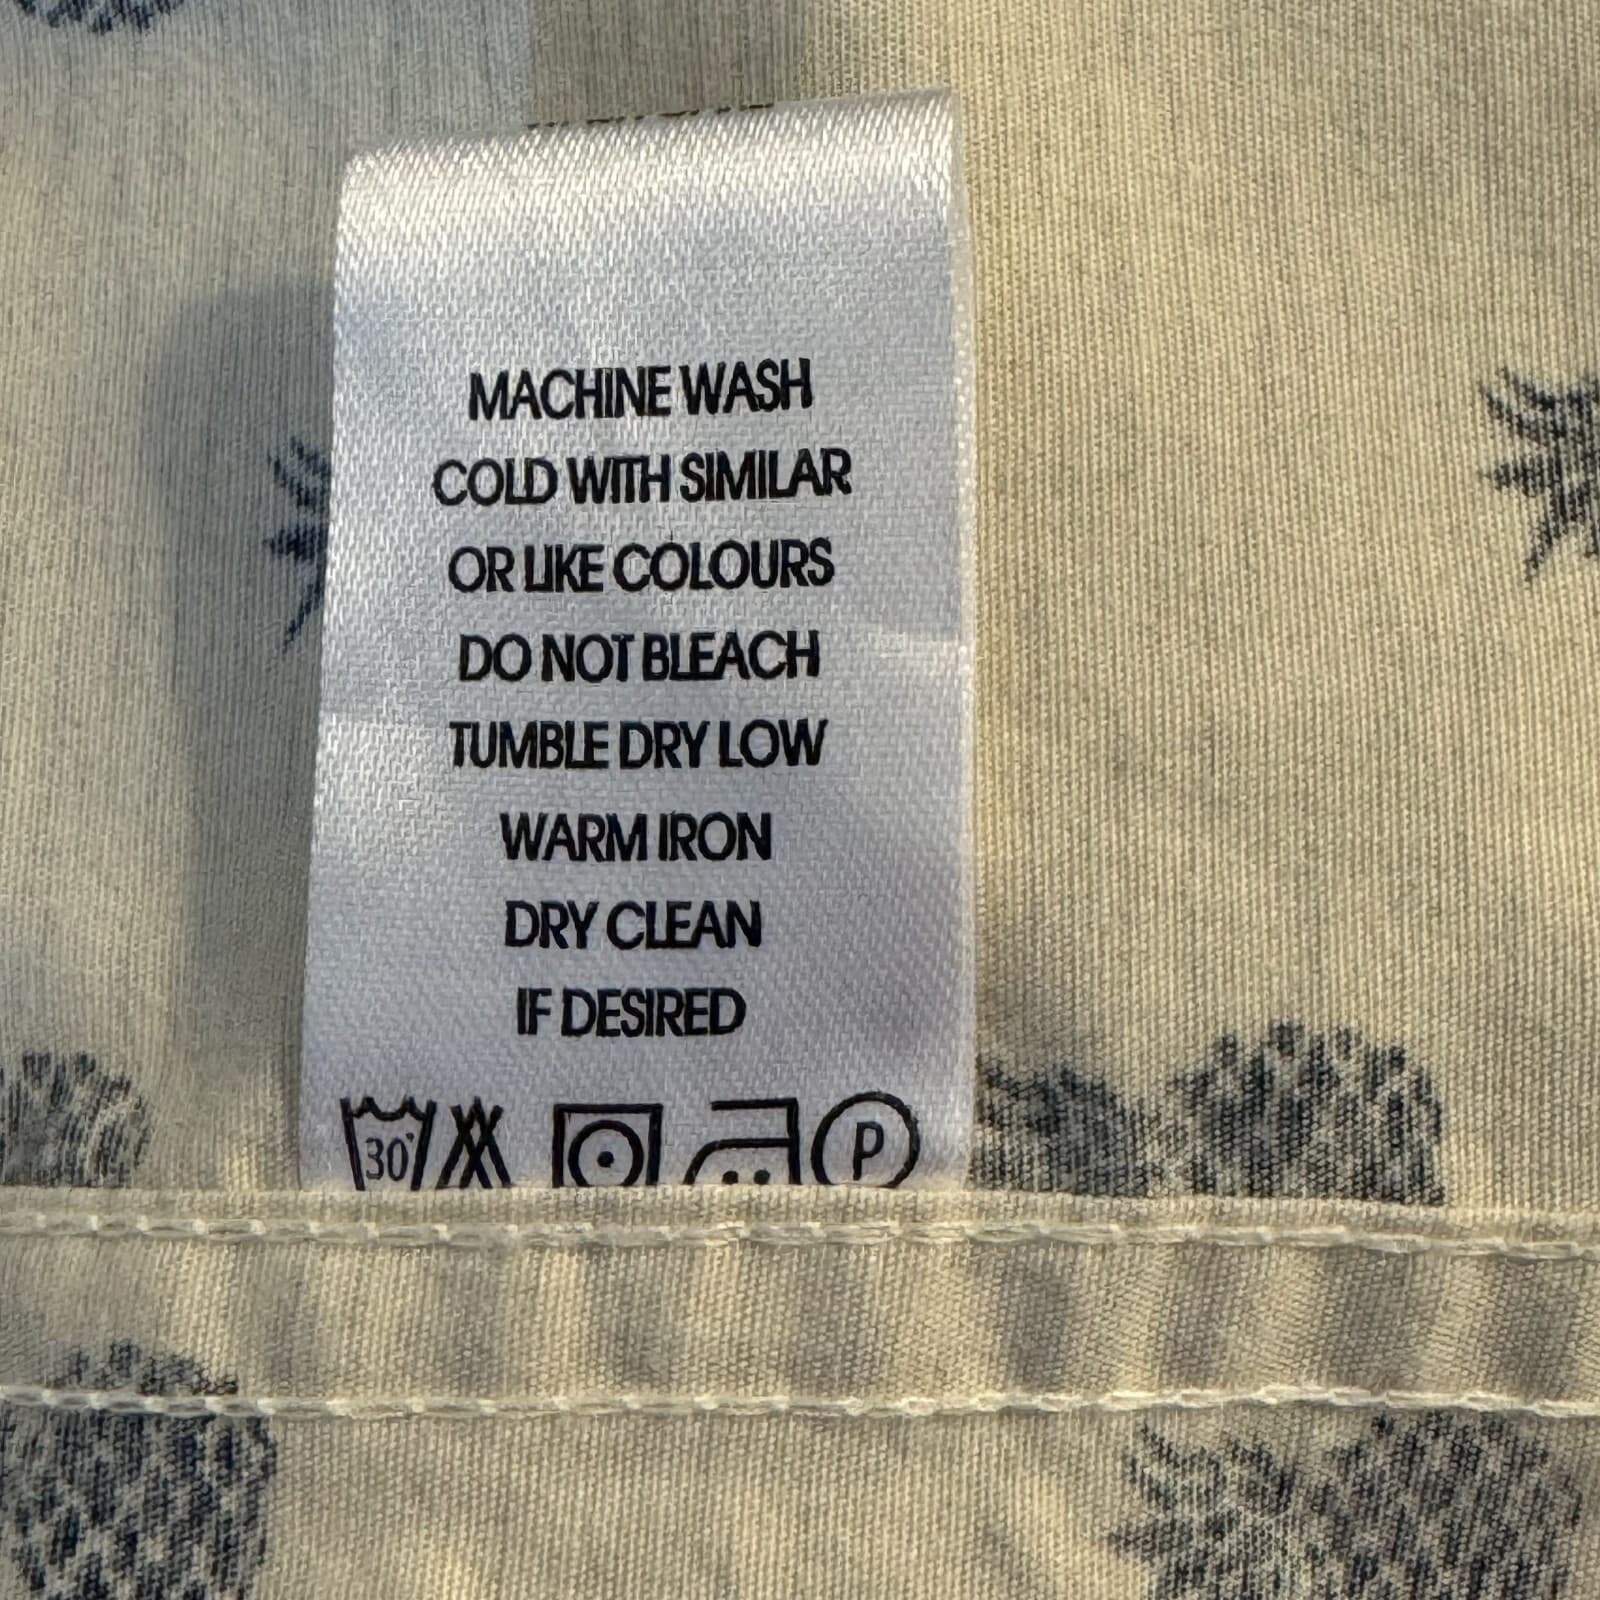 MACHINE WASH
COLD WITH SIMILAR
OR LIKE COLOURS
DO NOT BLEACH
TUMBLE DRY LOW
WARM IRON
DRY CLEAN
IF DESIRED
30° P